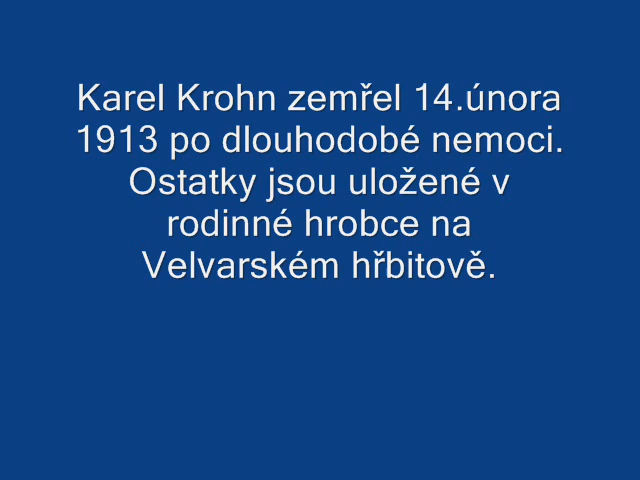 Karel Krohn zemřel 14.února
1913 po dlouhodobé nemoci.
Ostatky jsou uložené v
rodinné hrobce na
Velvarském hřbitově.